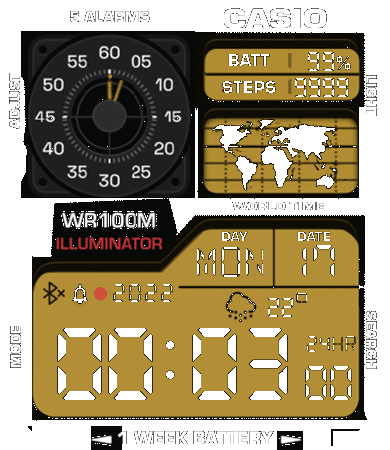 5 ALARMS
CASIO
ADJUST
LIGHT
60
55 05
50 10
45 15
40 20
35 25
30
BATT 99%
STEPS 9999
WORLD TIME
WR100M
ILLUMINATOR
DAY DATE
MON 17
2022
22°
MODE
SEARCH
24HR
00:03 00
1 WEEK BATTERY